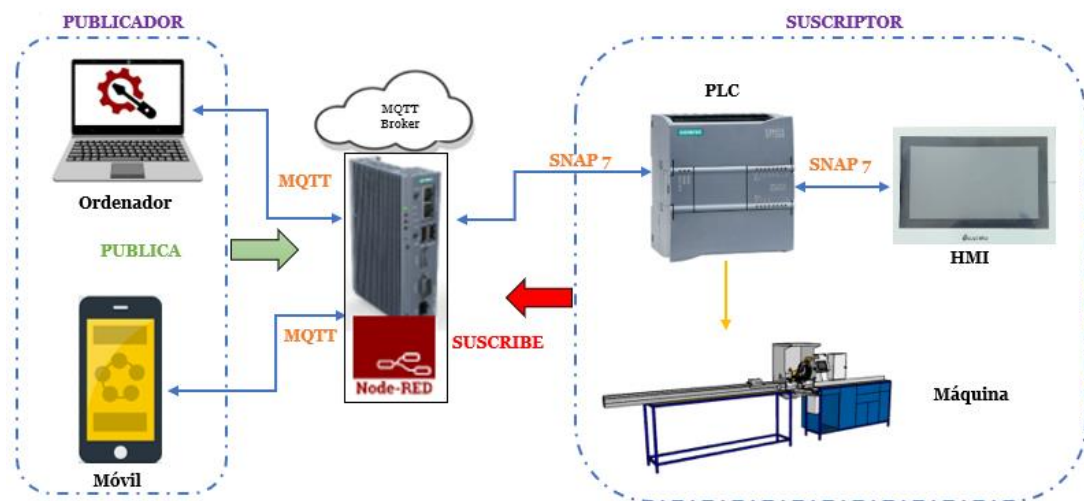 PUBLICADOR
SUSCRIPTOR
MQTT
Broker
PLC
SIEMENS
SNAP 7
SNAP 7
MQTT
Ordenador
PUBLICA
HMI
MQTT
SUSCRIBE
Node-RED
Máquina
Móvil